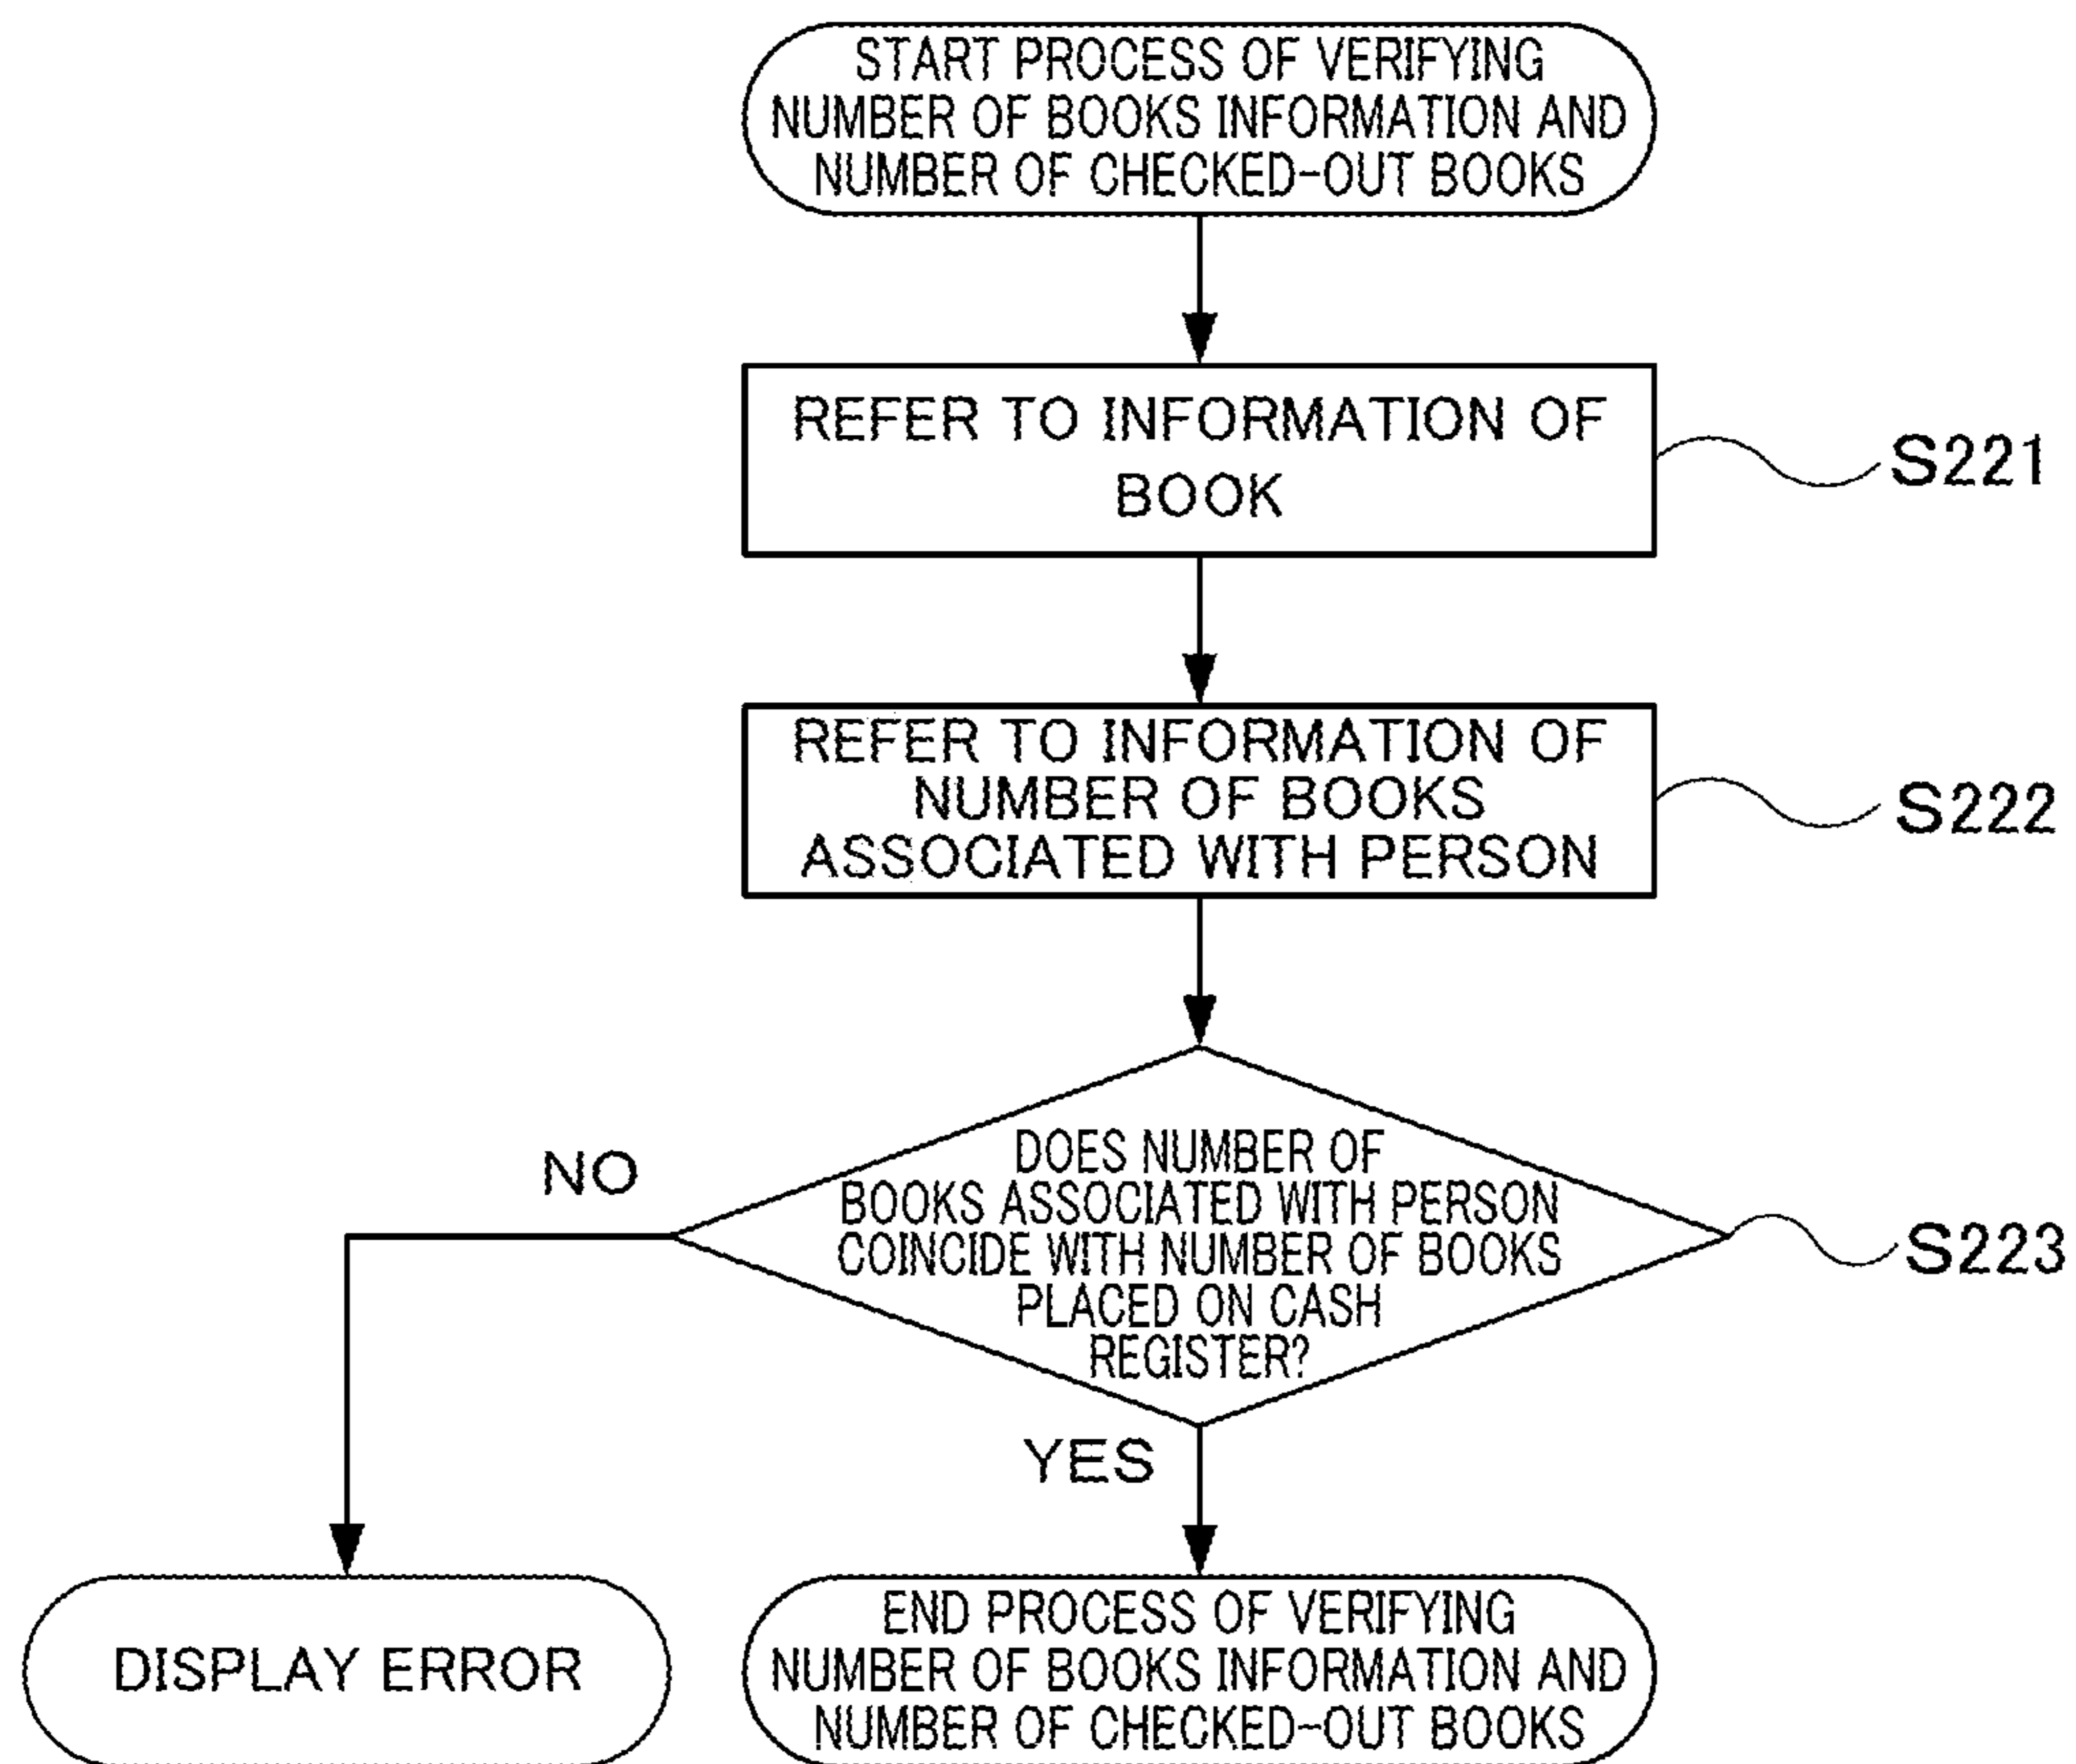 START PROCESS OF VERIFYING
NUMBER OF BOOKS INFORMATION AND
NUMBER OF CHECKED-OUT BOOKS
REFER TO INFORMATION OF
BOOK
S221
REFER TO INFORMATION OF
NUMBER OF BOOKS
ASSOCIATED WITH PERSON
S222
DOES NUMBER OF
BOOKS ASSOCIATED WITH PERSON
COINCIDE WITH NUMBER OF BOOKS
PLACED ON CASH
REGISTER?
S223
NO
YES
DISPLAY ERROR
END PROCESS OF VERIFYING
NUMBER OF BOOKS INFORMATION AND
NUMBER OF CHECKED-OUT BOOKS